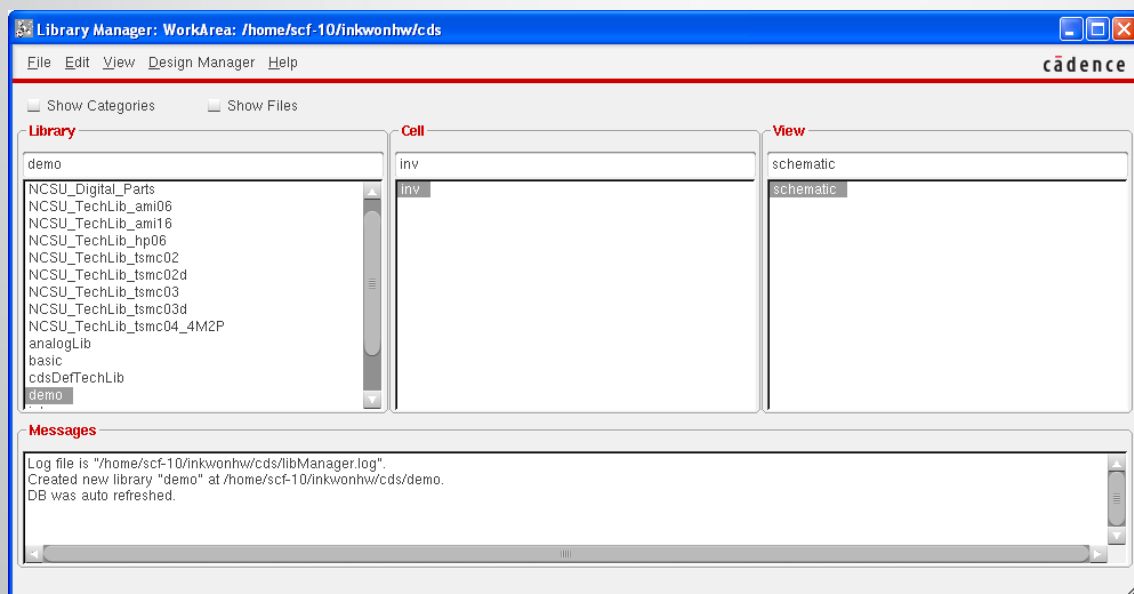 Library Manager: WorkArea: /home/scf-10/inkwonhw/cds
File Edit View Design Manager Help
cādence
Show Categories Show Files
Library
demo
NCSU_Digital_Parts
NCSU_TechLib_ami06
NCSU_TechLib_ami16
NCSU_TechLib_hp06
NCSU_TechLib_tsmc02
NCSU_TechLib_tsmc02d
NCSU_TechLib_tsmc03
NCSU_TechLib_tsmc03d
NCSU_TechLib_tsmc04_4M2P
analogLib
basic
cdsDefTechLib
demo
Cell
inv
inv
View
schematic
schematic
Messages
Log file is "/home/scf-10/inkwonhw/cds/libManager.log".
Created new library "demo" at /home/scf-10/inkwonhw/cds/demo.
DB was auto refreshed.